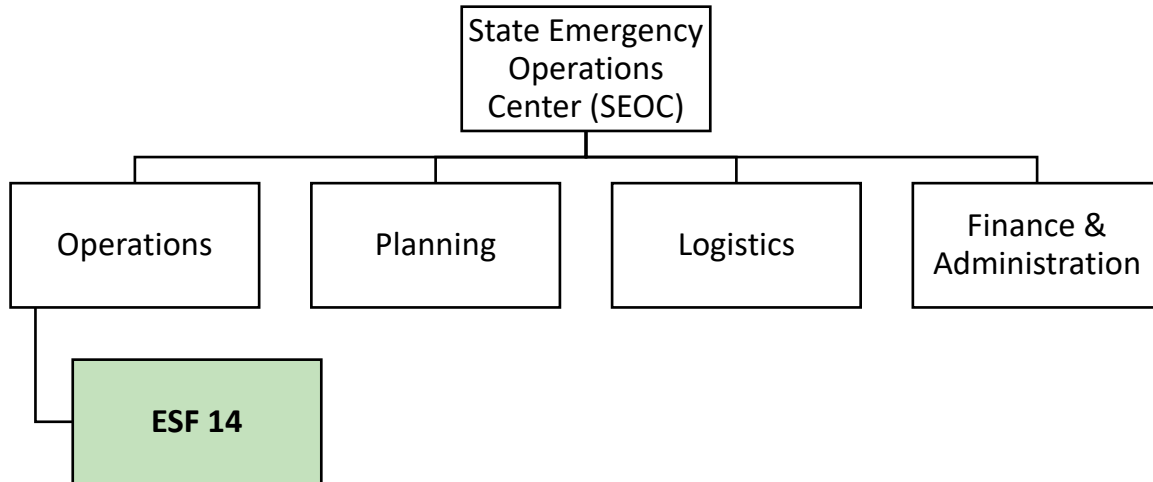 State Emergency
Operations
Center (SEOC)
Operations
Planning
Logistics
Finance &
Administration
ESF 14